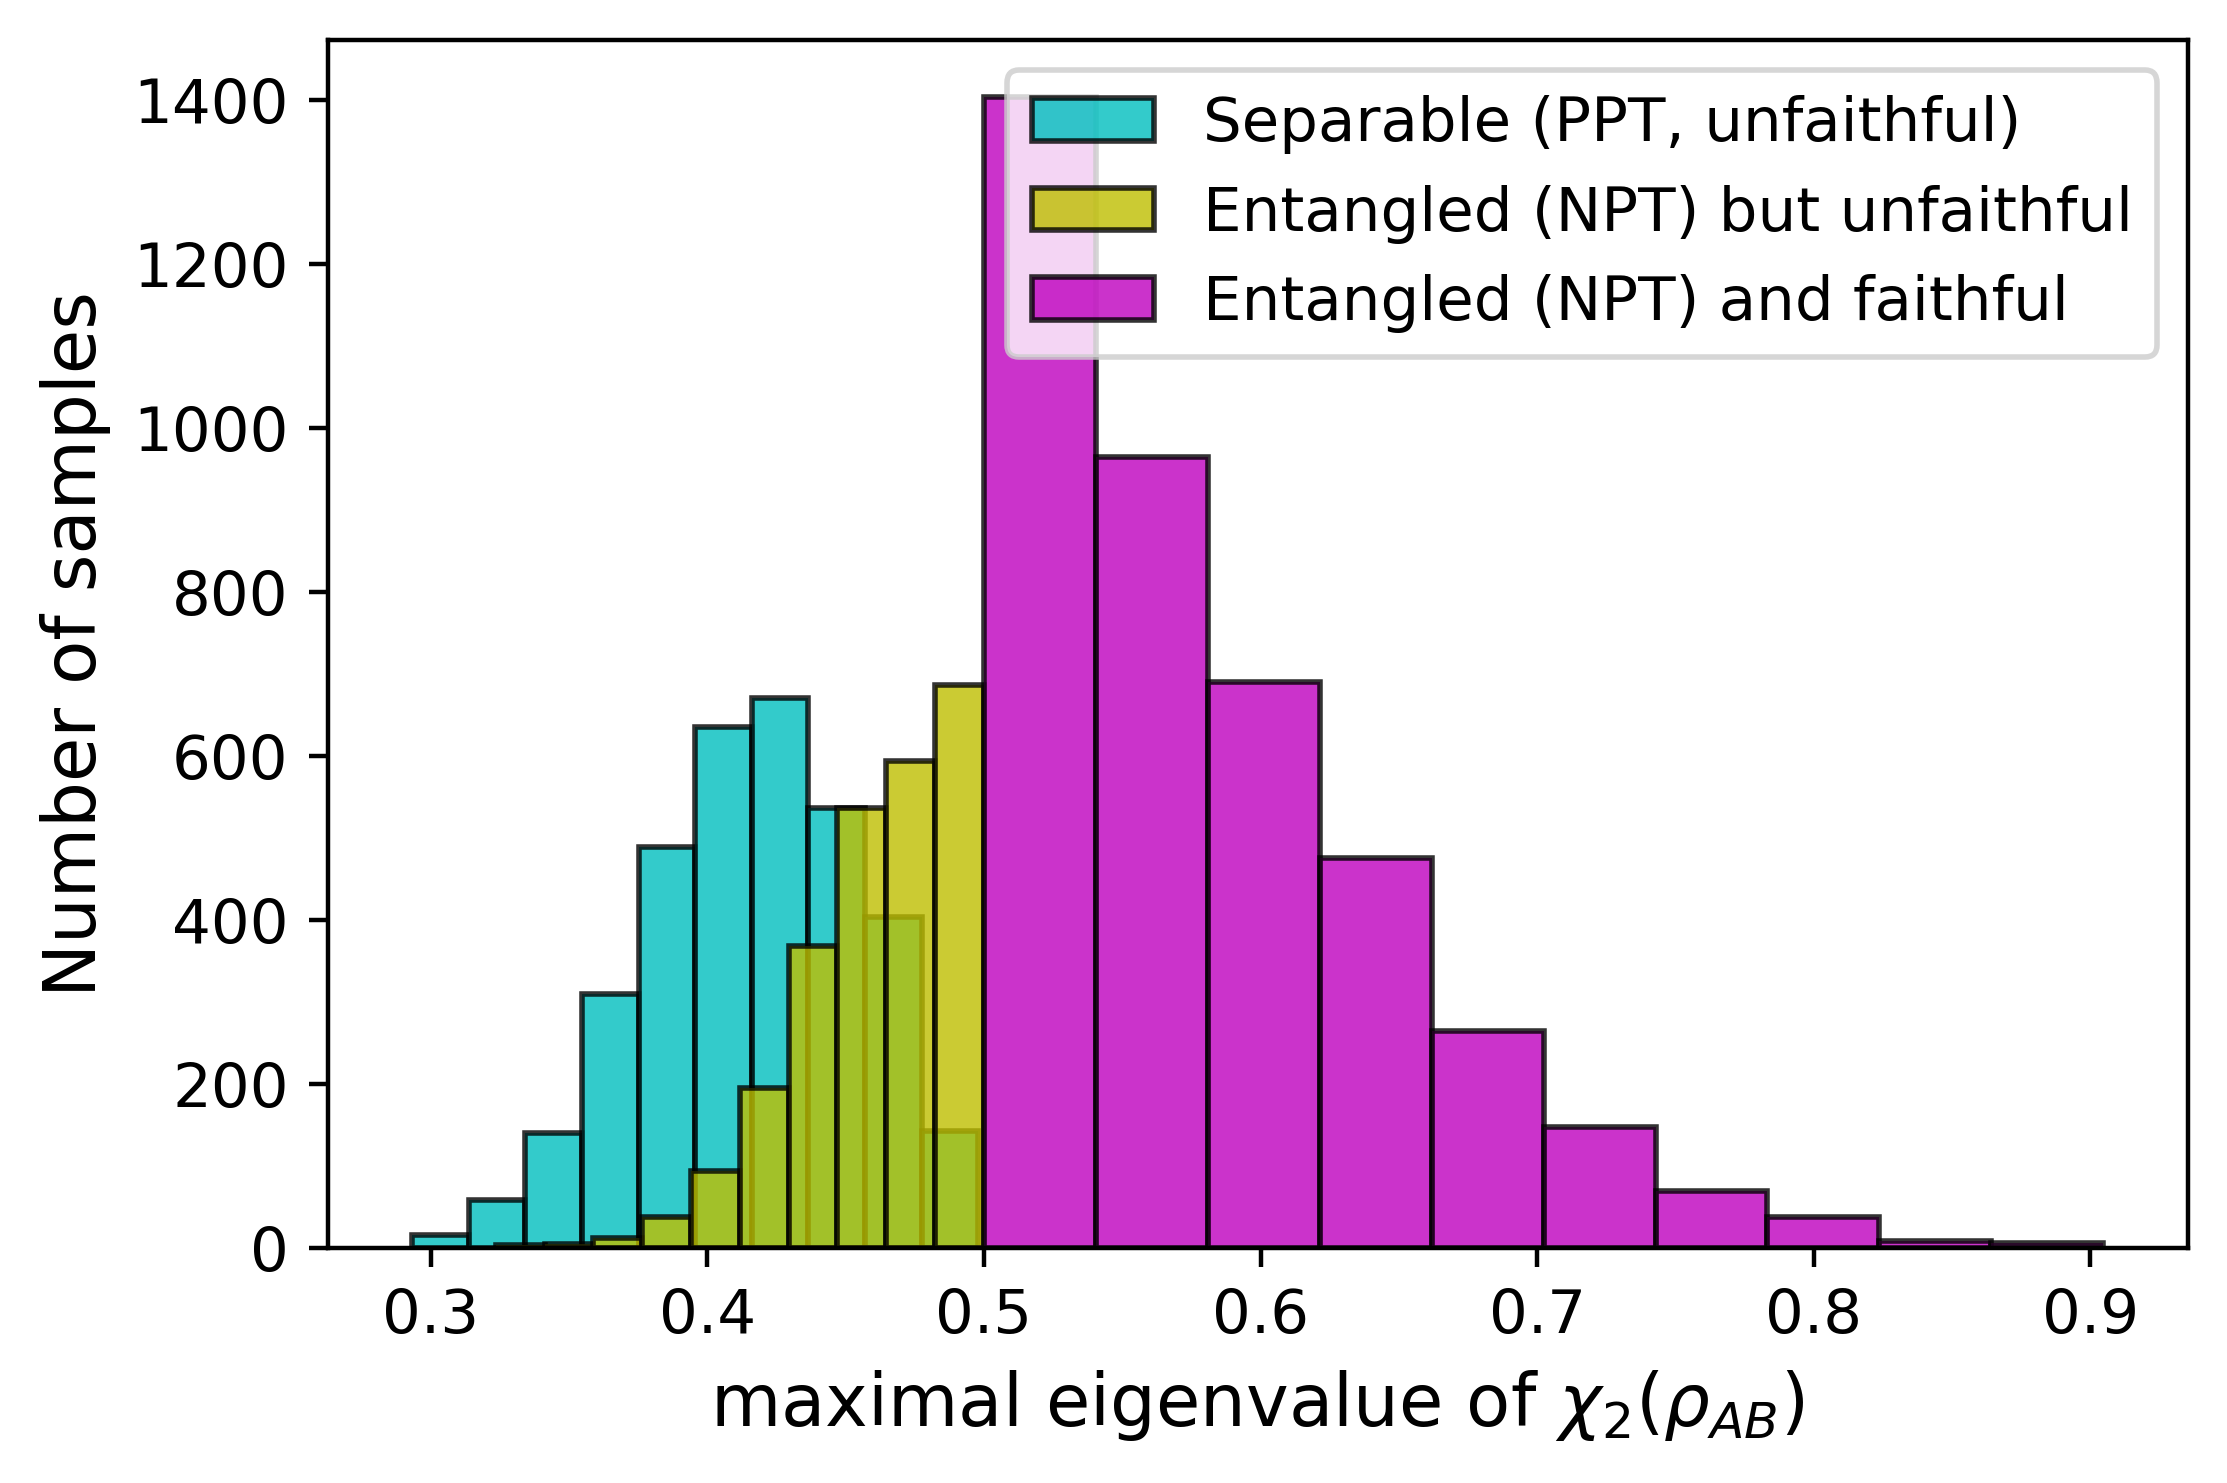 1400
1200
1000
800
600
400
200
0
Number of samples
Separable (PPT, unfaithful)
Entangled (NPT) but unfaithful
Entangled (NPT) and faithful
0.3 0.4 0.5 0.6 0.7 0.8 0.9
maximal eigenvalue of χ₂(ρ_AB)